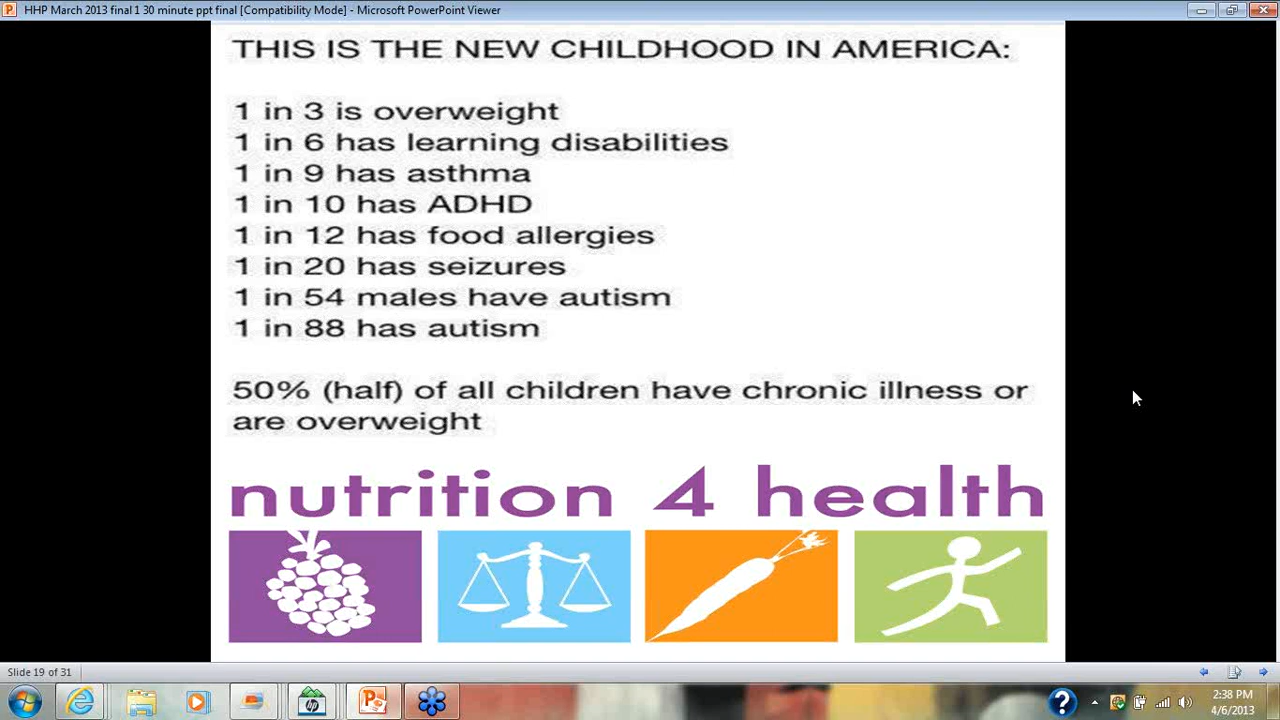 HHP March 2013 final 1 30 minute ppt final [Compatibility Mode] - Microsoft PowerPoint Viewer
THIS IS THE NEW CHILDHOOD IN AMERICA:
1 in 3 is overweight
1 in 6 has learning disabilities
1 in 9 has asthma
1 in 10 has ADHD
1 in 12 has food allergies
1 in 20 has seizures
1 in 54 males have autism
1 in 88 has autism
50% (half) of all children have chronic illness or
are overweight
nutrition 4 health
Slide 19 of 31
2:38 PM
4/6/2013